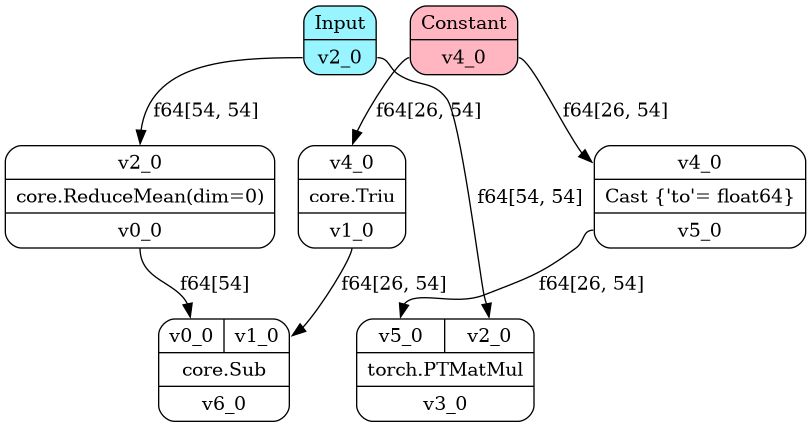 Input
v2_0
Constant
v4_0
f64[54, 54]
f64[26, 54]
f64[26, 54]
v2_0
core.ReduceMean(dim=0)
v0_0
v4_0
core.Triu
v1_0
f64[54, 54]
v4_0
Cast {'to'= float64}
v5_0
f64[54]
f64[26, 54]
f64[26, 54]
v0_0 v1_0
core.Sub
v6_0
v5_0 v2_0
torch.PTMatMul
v3_0